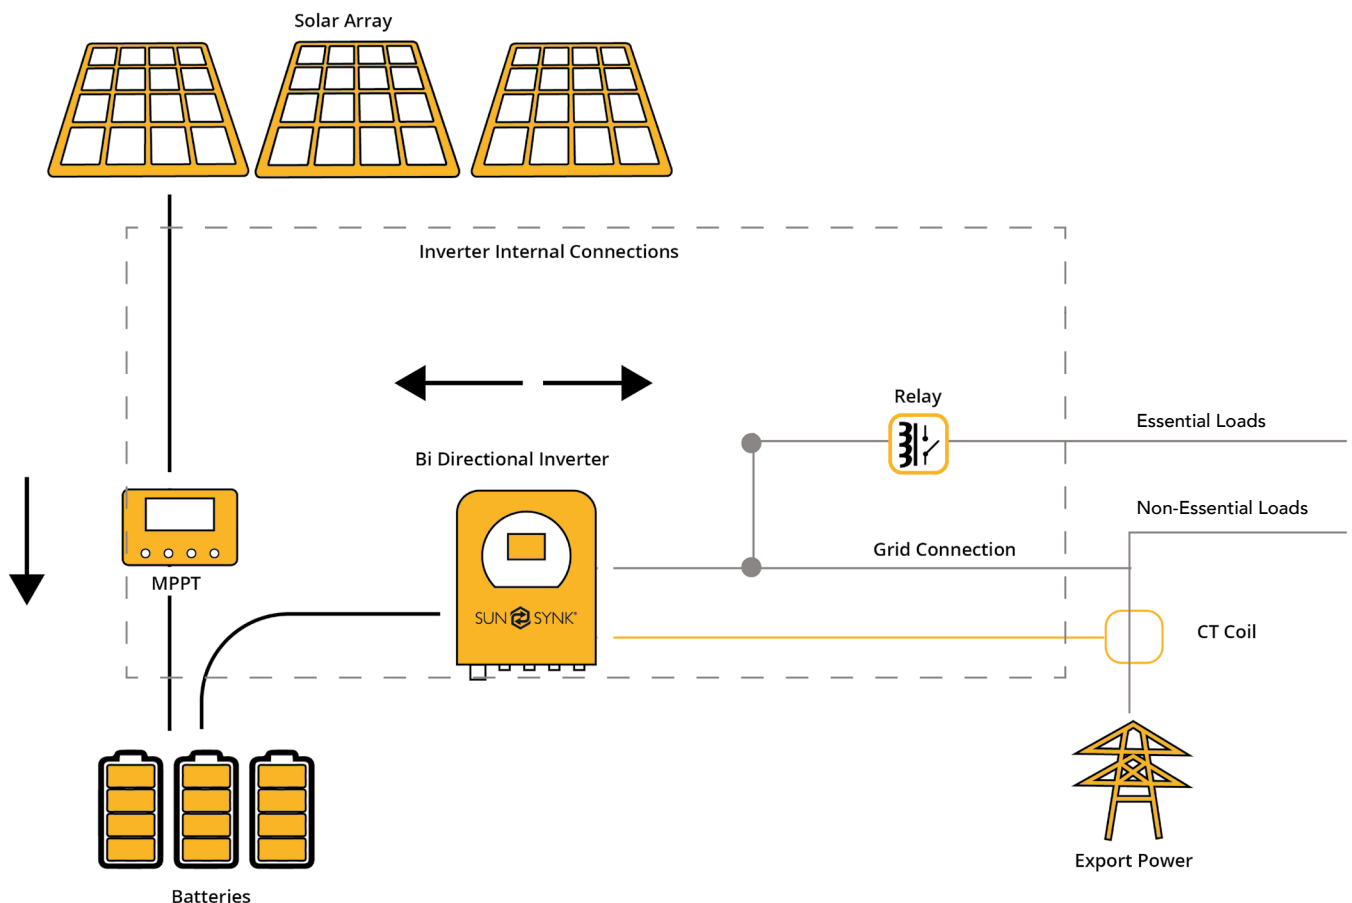 Solar Array
Inverter Internal Connections
Relay
Essential Loads
Bi Directional Inverter
Non-Essential Loads
Grid Connection
MPPT
SUN SYNK®
CT Coil
Export Power
Batteries